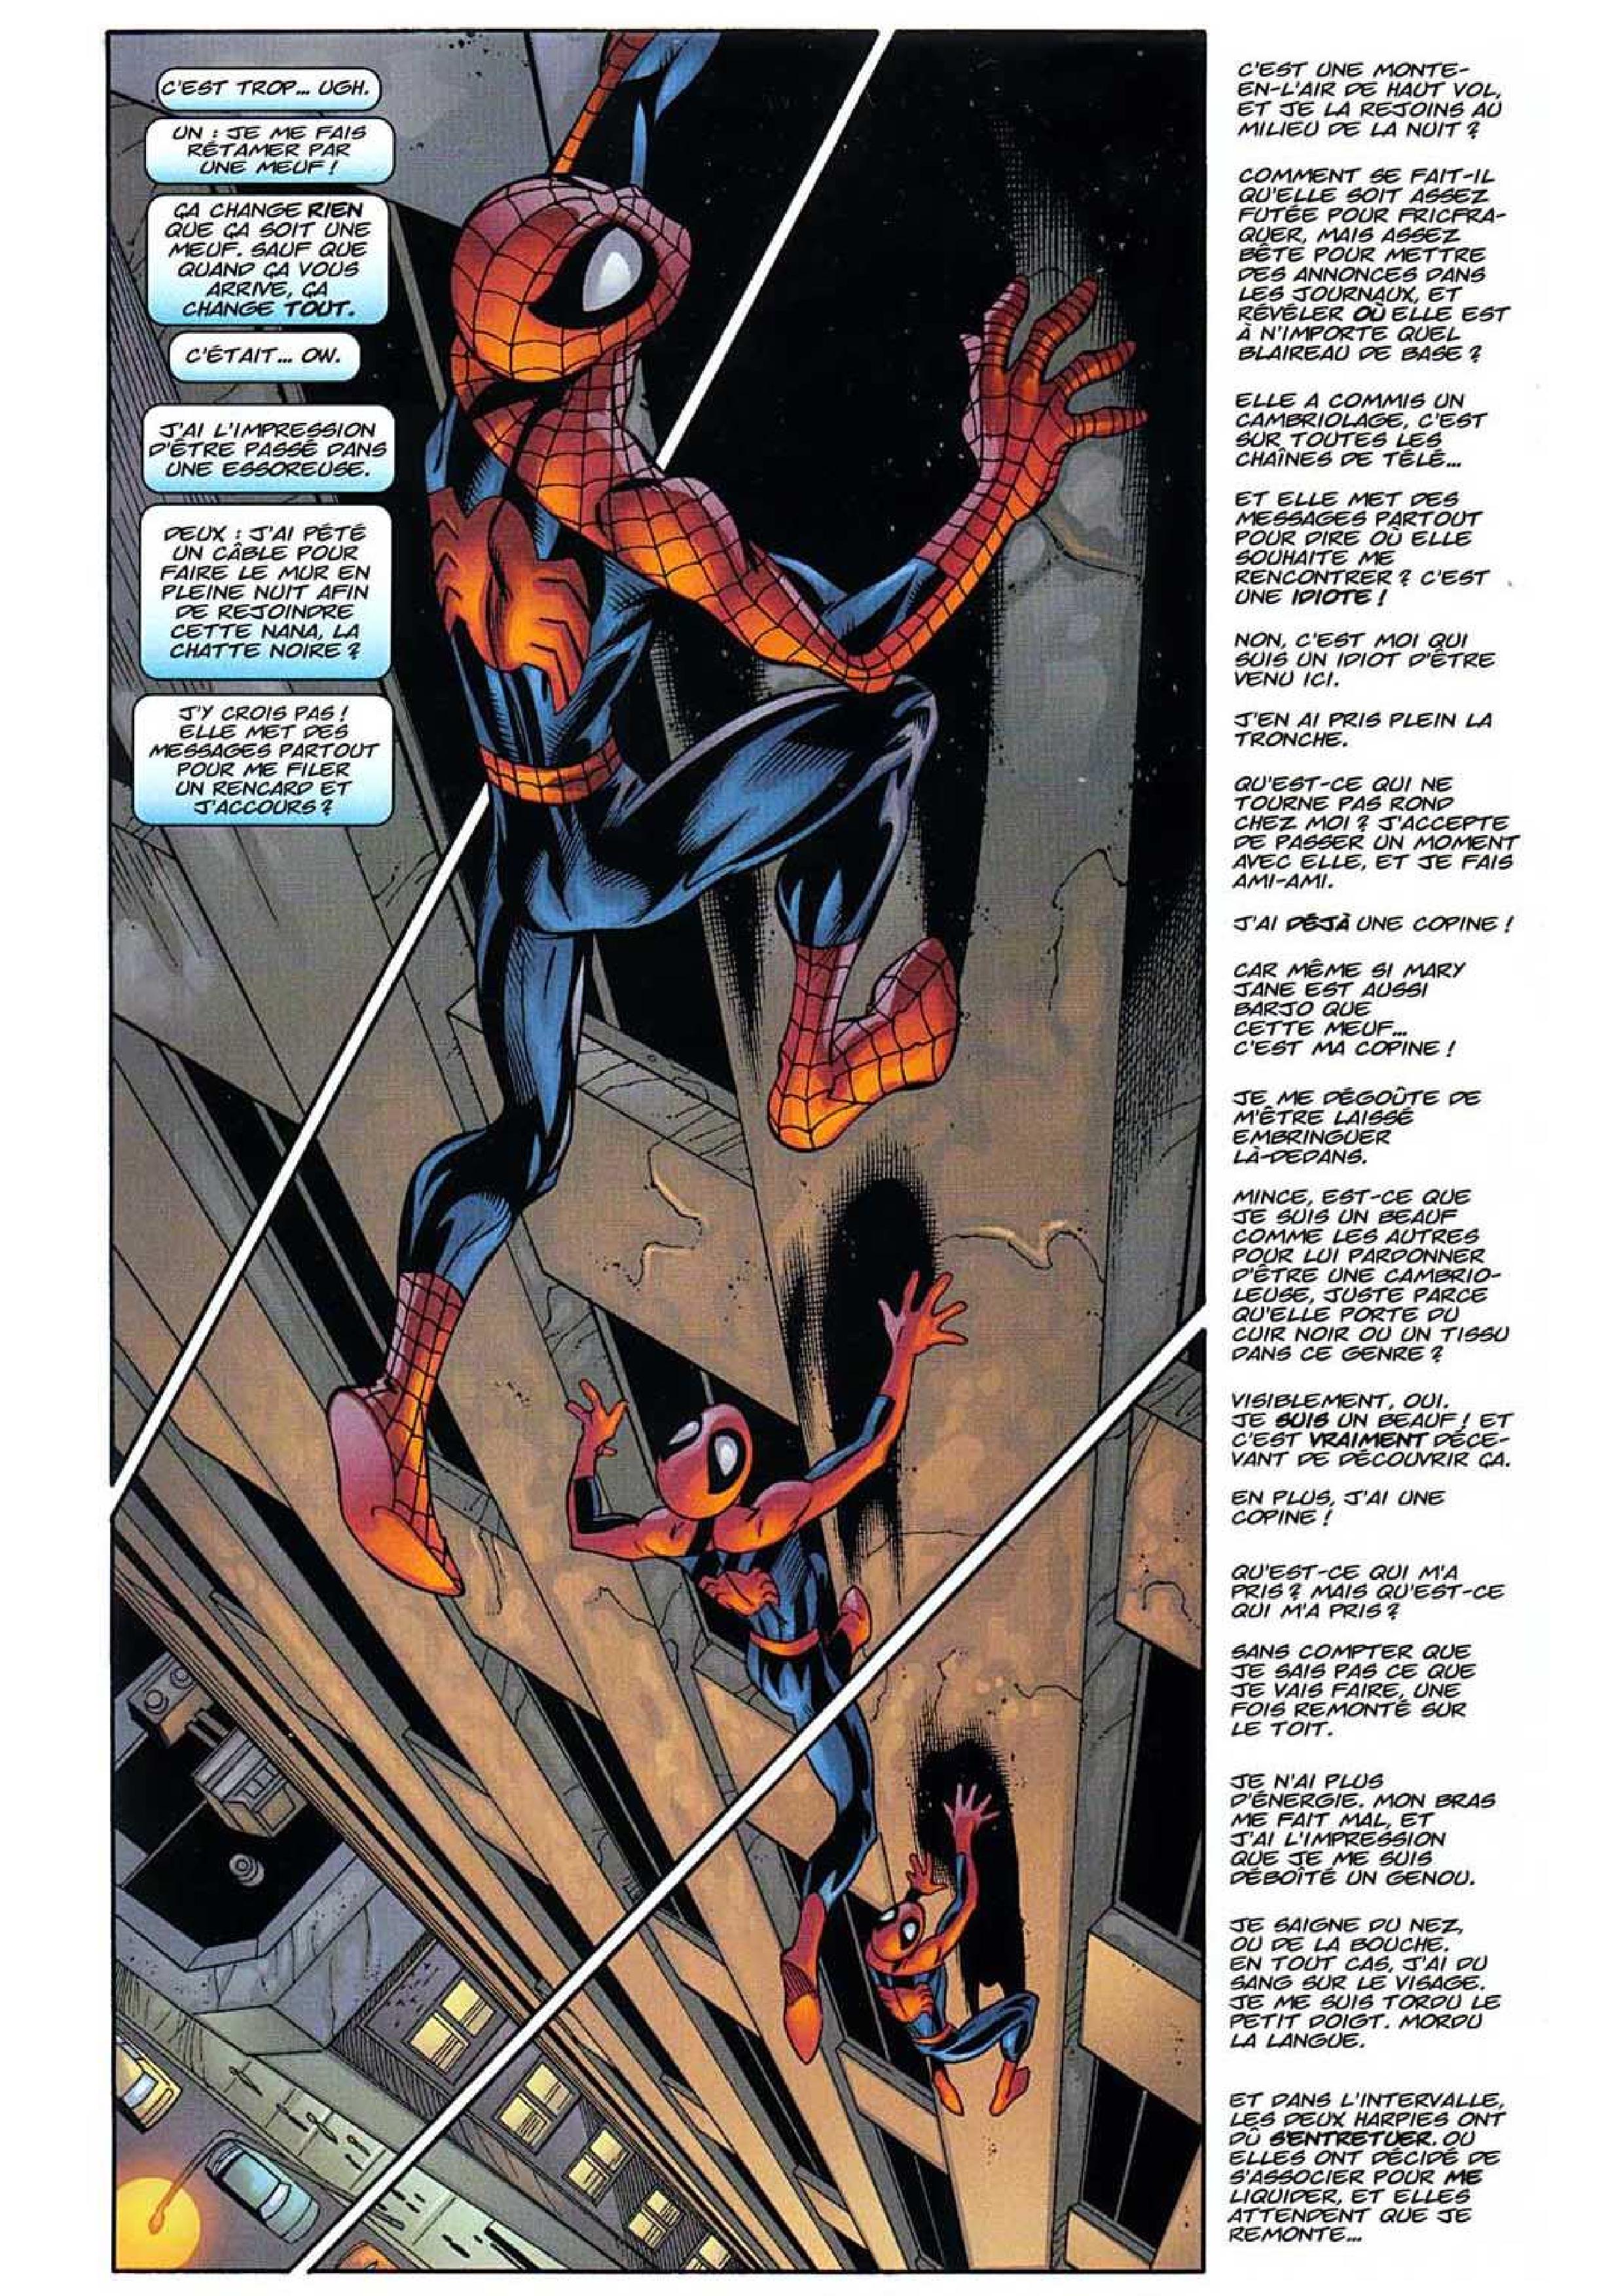 C'EST TROP... UGH.
UN : JE ME FAIS
RÉTAMER PAR
UNE MEUF !
ÇA CHANGE RIEN
QUE ÇA SOIT UNE
MEUF. SAUF QUE
QUAND ÇA VOUS
ARRIVE, ÇA
CHANGE TOUT.
C'ÉTAIT... OW.
J'AI L'IMPRESSION
D'ÊTRE PASSÉ DANS
UNE ESSOREUSE.
DEUX : J'AI PÉTÉ
UN CÂBLE POUR
FAIRE LE MUR EN
PLEINE NUIT AFIN
DE REJOINDRE
CETTE NANA, LA
CHATTE NOIRE ?
J'Y CROIS PAS !
ELLE MET DES
MESSAGES PARTOUT
POUR ME FILER
UN RENCARD ET
J'ACCOURS ?
C'EST UNE MONTE-
EN-L'AIR DE HAUT VOL,
ET JE LA REJOINS AU
MILIEU DE LA NUIT ?
COMMENT SE FAIT-IL
QU'ELLE SOIT ASSEZ
FUTÉE POUR FRICFRA-
QUER, MAIS ASSEZ
BÊTE POUR METTRE
DES ANNONCES DANS
LES JOURNAUX, ET
RÉVÉLER OÙ ELLE EST
À N'IMPORTE QUEL
BLAIREAU DE BASE ?
ELLE A COMMIS UN
CAMBRIOLAGE, C'EST
SUR TOUTES LES
CHAÎNES DE TÉLÉ...
ET ELLE MET DES
MESSAGES PARTOUT
POUR DIRE OÙ ELLE
SOUHAITE ME
RENCONTRER ? C'EST
UNE IDIOTE !
NON, C'EST MOI QUI
SUIS UN IDIOT D'ÊTRE
VENU ICI.
J'EN AI PRIS PLEIN LA
TRONCHE.
QU'EST-CE QUI NE
TOURNE PAS ROND
CHEZ MOI ? J'ACCEPTE
DE PASSER UN MOMENT
AVEC ELLE, ET JE FAIS
AMI-AMI.
J'AI DÉJÀ UNE COPINE !
CAR MÊME SI MARY
JANE EST AUSSI
BARJO QUE
CETTE MEUF...
C'EST MA COPINE !
JE ME DÉGOÛTE DE
M'ÊTRE LAISSÉ
EMBRINGUER
LÀ-DEDANS.
MINCE, EST-CE QUE
JE SUIS UN BEAUF
COMME LES AUTRES
POUR LUI PARDONNER
D'ÊTRE UNE CAMBRIO-
LEUSE, JUSTE PARCE
QU'ELLE PORTE DU
CUIR NOIR OU UN TISSU
DANS CE GENRE ?
VISIBLEMENT, OUI.
JE SUIS UN BEAUF ! ET
C'EST VRAIMENT DÉCE-
VANT DE DÉCOUVRIR ÇA.
EN PLUS, J'AI UNE
COPINE !
QU'EST-CE QUI M'A
PRIS ? MAIS QU'EST-CE
QUI M'A PRIS ?
SANS COMPTER QUE
JE SAIS PAS CE QUE
JE VAIS FAIRE, UNE
FOIS REMONTÉ SUR
LE TOIT.
JE N'AI PLUS
D'ÉNERGIE. MON BRAS
ME FAIT MAL, ET
J'AI L'IMPRESSION
QUE JE ME SUIS
DÉBOÎTÉ UN GENOU.
JE SAIGNE DU NEZ,
OU DE LA BOUCHE.
EN TOUT CAS, J'AI DU
SANG SUR LE VISAGE.
JE ME SUIS TORDU LE
PETIT DOIGT. MORDU
LA LANGUE.
ET DANS L'INTERVALLE,
LES DEUX HARPIES ONT
DÛ S'ENTRETUER. OU
ELLES ONT DÉCIDÉ DE
S'ASSOCIER POUR ME
LIQUIDER, ET ELLES
ATTENDENT QUE JE
REMONTE...